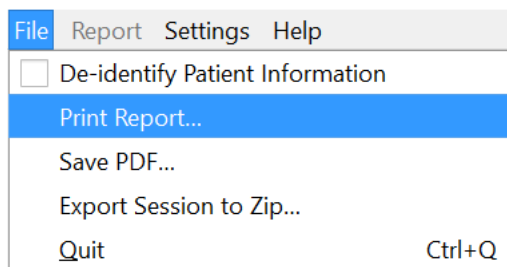 File Report Settings Help
De-identify Patient Information
Print Report...
Save PDF...
Export Session to Zip...
Quit Ctrl+Q